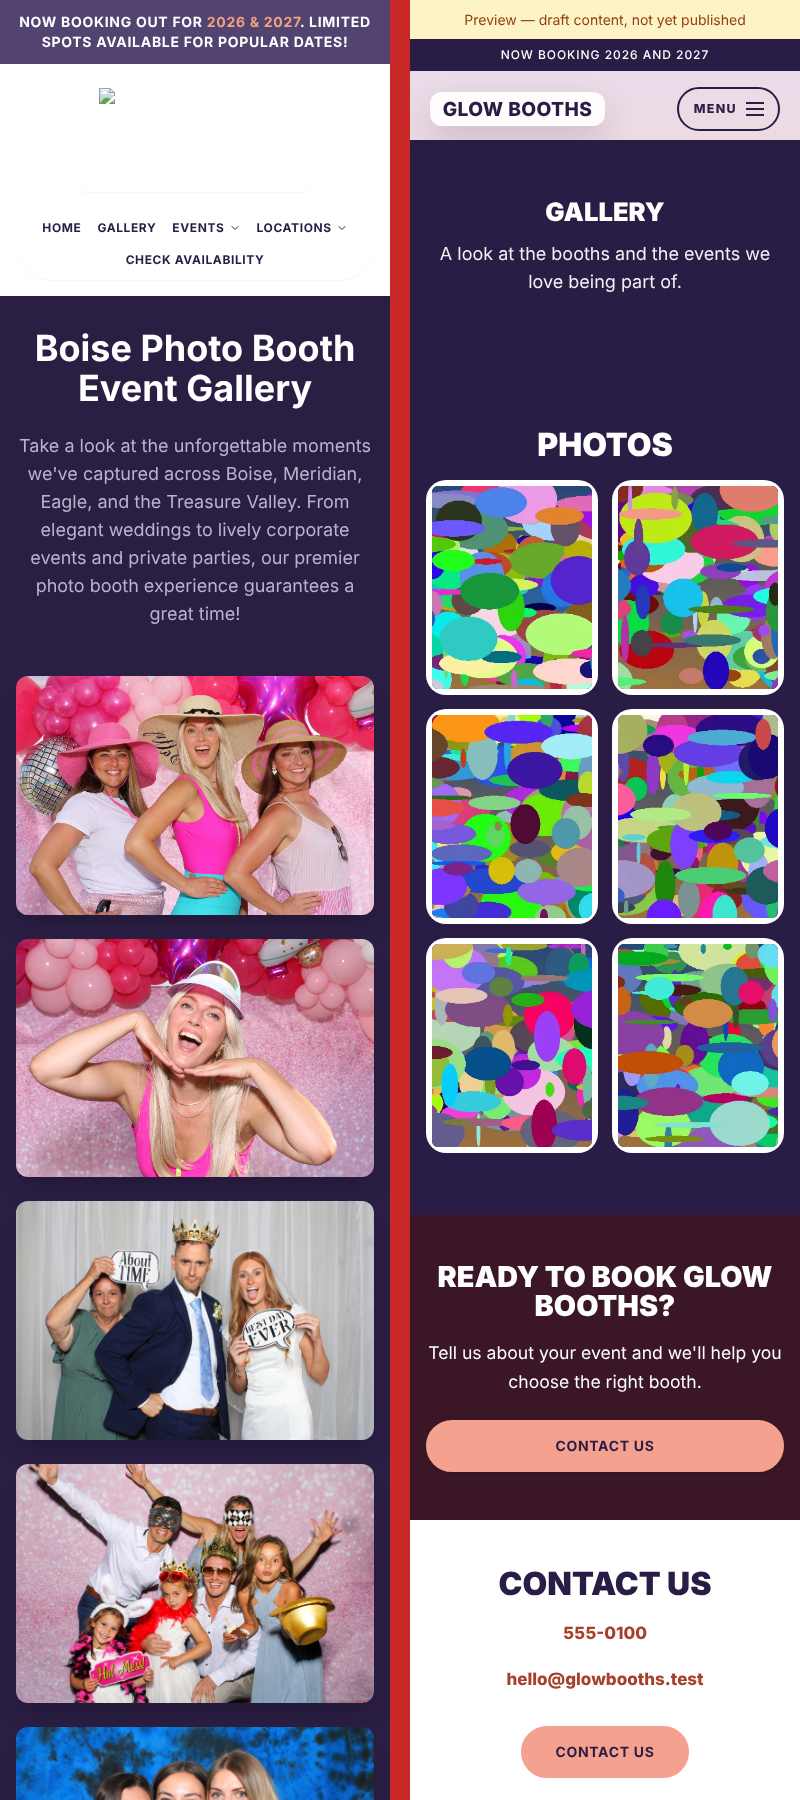 NOW BOOKING OUT FOR 2026 & 2027. LIMITED
SPOTS AVAILABLE FOR POPULAR DATES!
HOME GALLERY EVENTS LOCATIONS
CHECK AVAILABILITY
Boise Photo Booth
Event Gallery
Take a look at the unforgettable moments
we've captured across Boise, Meridian,
Eagle, and the Treasure Valley. From
elegant weddings to lively corporate
events and private parties, our premier
photo booth experience guarantees a
great time!
About
TIME
BEST DAY
EVER
Hot Mess!
Preview — draft content, not yet published
NOW BOOKING 2026 AND 2027
GLOW BOOTHS
MENU
GALLERY
A look at the booths and the events we
love being part of.
PHOTOS
READY TO BOOK GLOW
BOOTHS?
Tell us about your event and we'll help you
choose the right booth.
CONTACT US
CONTACT US
555-0100
hello@glowbooths.test
CONTACT US